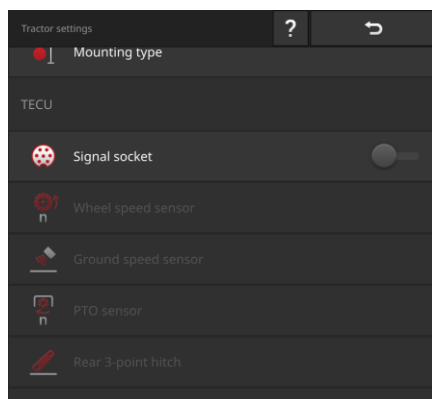 Tractor settings
?
Mounting type
TECU
Signal socket
Wheel speed sensor
n
Ground speed sensor
PTO sensor
n
Rear 3-point hitch